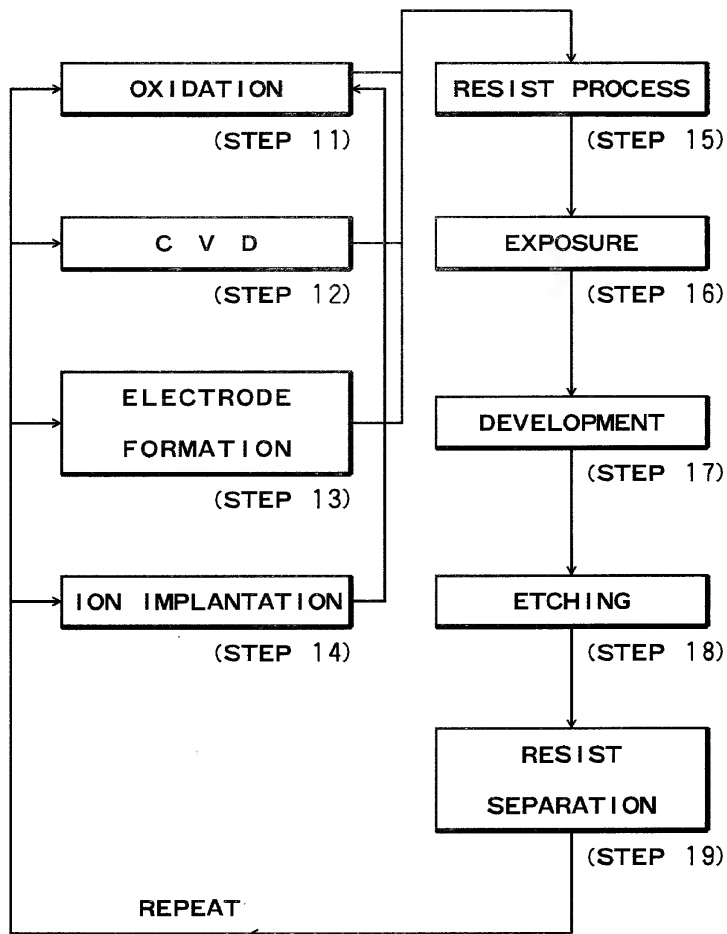 OXIDATION
(STEP 11)
C V D
(STEP 12)
ELECTRODE
FORMATION
(STEP 13)
ION IMPLANTATION
(STEP 14)
RESIST PROCESS
(STEP 15)
EXPOSURE
(STEP 16)
DEVELOPMENT
(STEP 17)
ETCHING
(STEP 18)
RESIST
SEPARATION
(STEP 19)
REPEAT